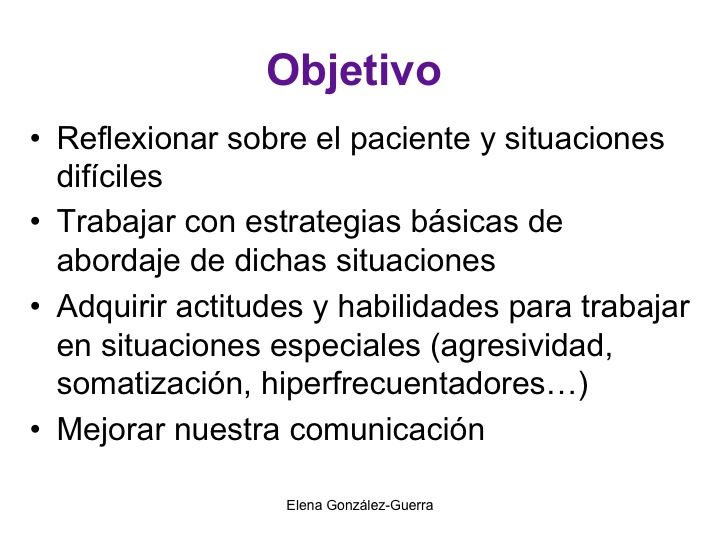 Objetivo
• Reflexionar sobre el paciente y situaciones
difíciles
• Trabajar con estrategias básicas de
abordaje de dichas situaciones
• Adquirir actitudes y habilidades para trabajar
en situaciones especiales (agresividad,
somatización, hiperfrecuentadores…)
• Mejorar nuestra comunicación
Elena González-Guerra